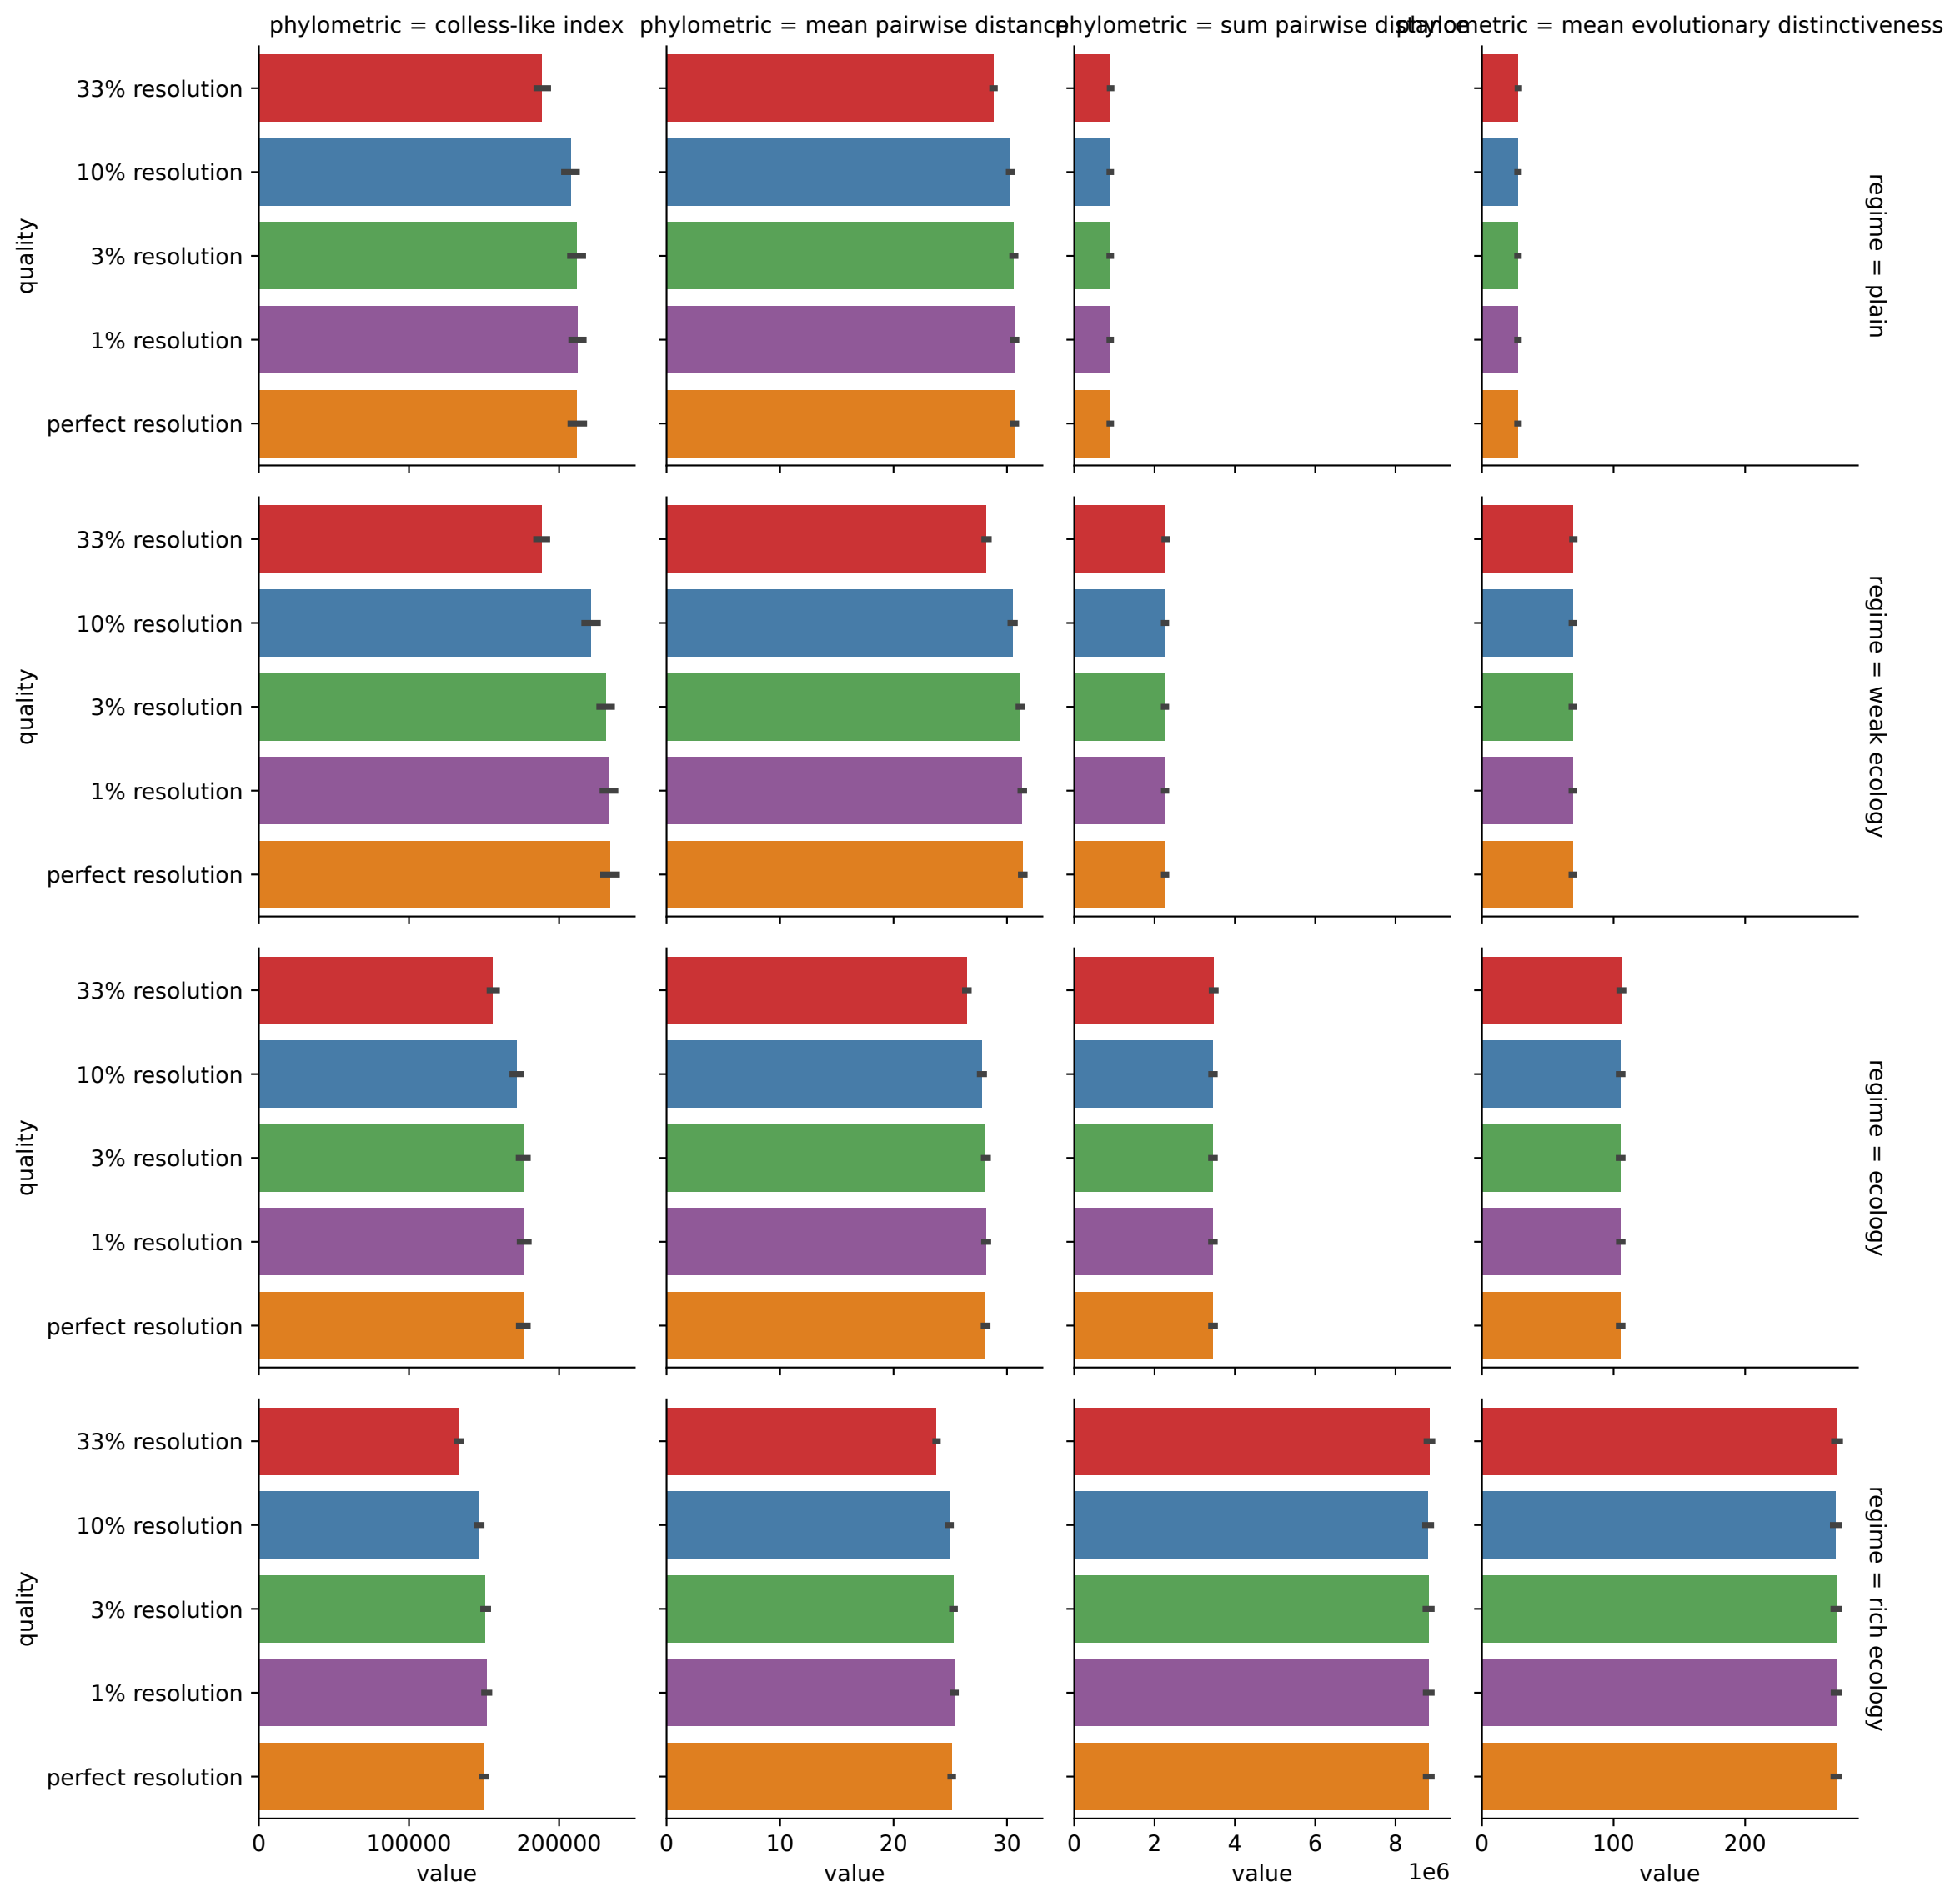 phylometric = colless-like index
phylometric = mean pairwise distance
phylometric = sum pairwise distance
phylometric = mean evolutionary distinctiveness
quality
33% resolution
10% resolution
3% resolution
1% resolution
perfect resolution
regime = plain
quality
33% resolution
10% resolution
3% resolution
1% resolution
perfect resolution
regime = weak ecology
quality
33% resolution
10% resolution
3% resolution
1% resolution
perfect resolution
regime = ecology
quality
33% resolution
10% resolution
3% resolution
1% resolution
perfect resolution
regime = rich ecology
0 100000 200000
value
0 10 20 30
value
0 2 4 6 8
1e6
value
0 100 200
value